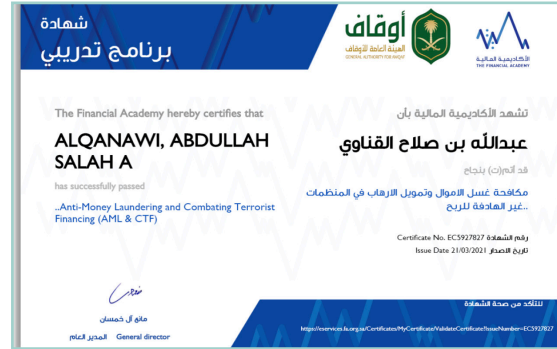 شهادة
برنامج تدريبي
أوقاف
الهيئة العامة للأوقاف
GENERAL AUTHORITY FOR AWQAF
الأكاديمية المالية
THE FINANCIAL ACADEMY
The Financial Academy hereby certifies that
ALQANAWI, ABDULLAH
SALAH A
has successfully passed
..Anti-Money Laundering and Combating Terrorist
Financing (AML & CTF)
تشهد الأكاديمية المالية بأن
عبدالله بن صلاح القناوي
قد أتم(ت) بنجاح
مكافحة غسل الاموال وتمويل الارهاب في المنظمات
..غير الهادفة للربح
Certificate No. EC5927827 رقم الشهادة
Issue Date 21/03/2021 تاريخ الاصدار
مانع آل خمسان
المدير العام General director
للتأكد من صحة الشهادة
https://eservices.fa.org.sa/Certificates/MyCertificate/ValidateCertificate?IssueNumber=EC5927827